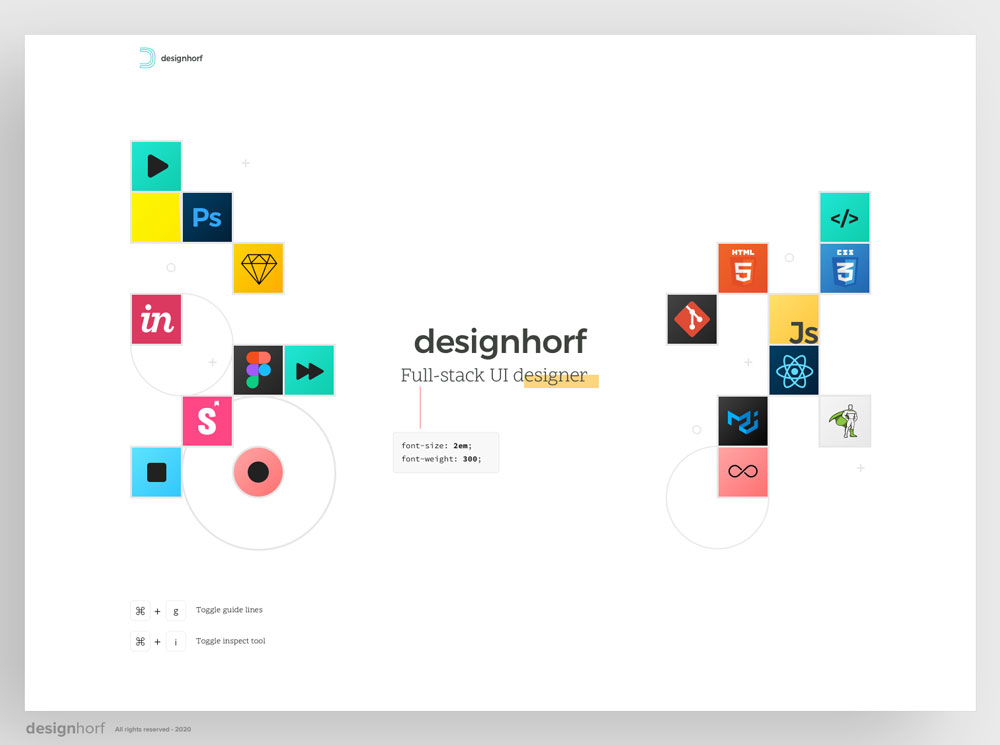 designhorf
Ps
in
S
</>
HTML
5
CSS
3
Js
designhorf
Full-stack UI designer
font-size: 2em;
font-weight: 300;
⌘ + g Toggle guide lines
⌘ + i Toggle inspect tool
designhorf All rights reserved - 2020